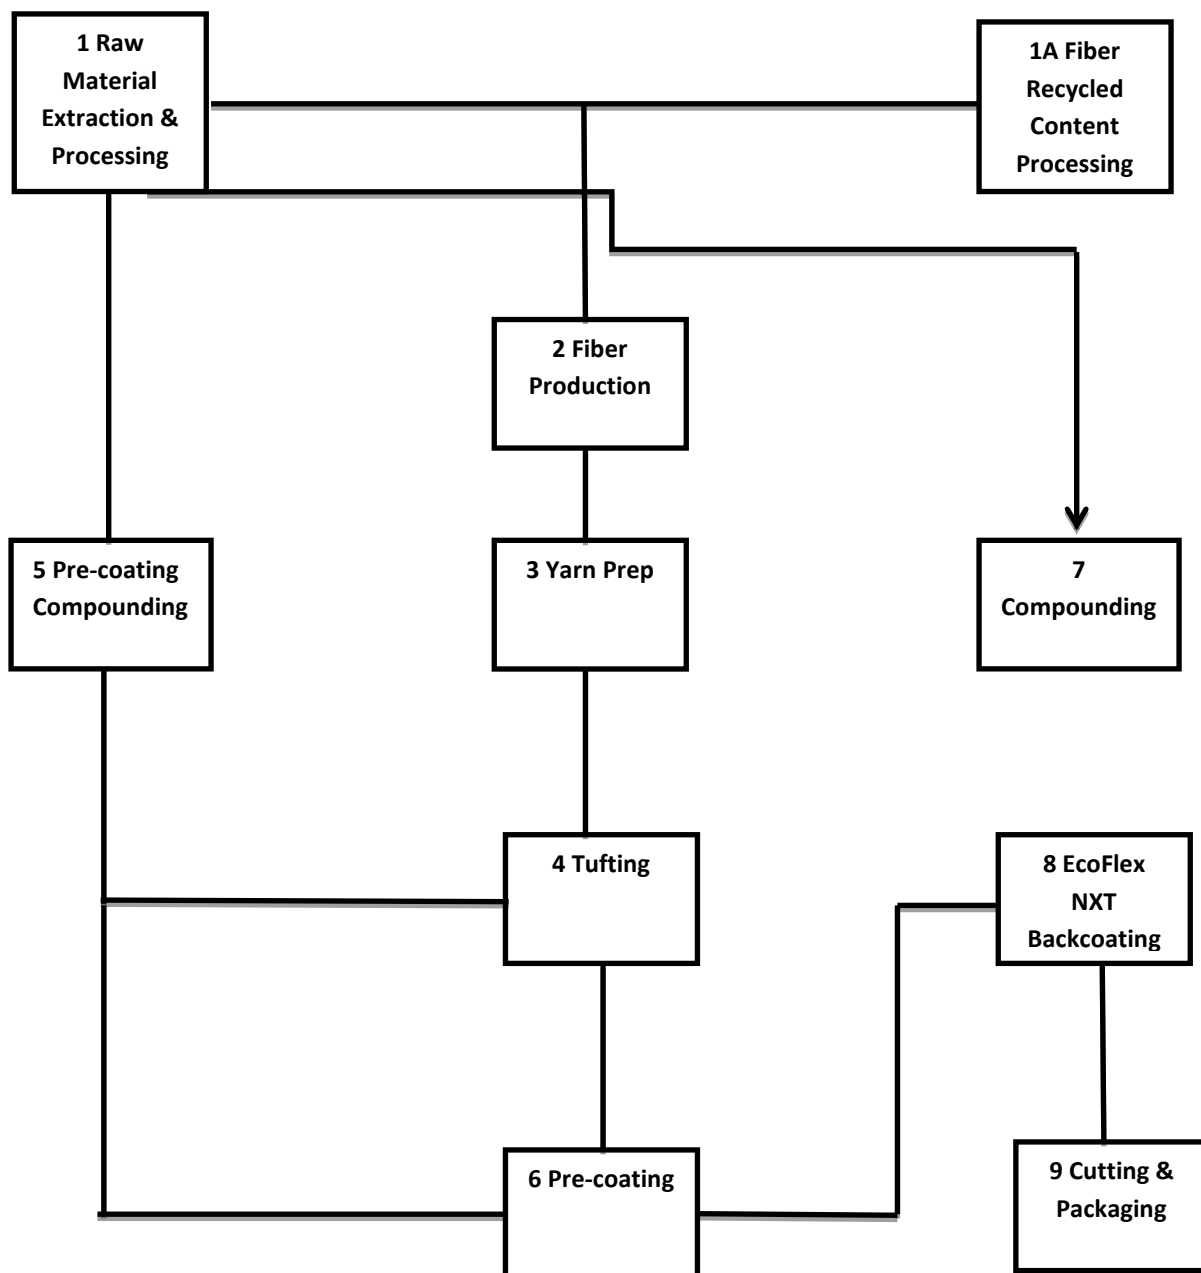 1 Raw
Material
Extraction &
Processing
1A Fiber
Recycled
Content
Processing
2 Fiber
Production
5 Pre-coating
Compounding
3 Yarn Prep
7
Compounding
4 Tufting
8 EcoFlex
NXT
Backcoating
6 Pre-coating
9 Cutting &
Packaging